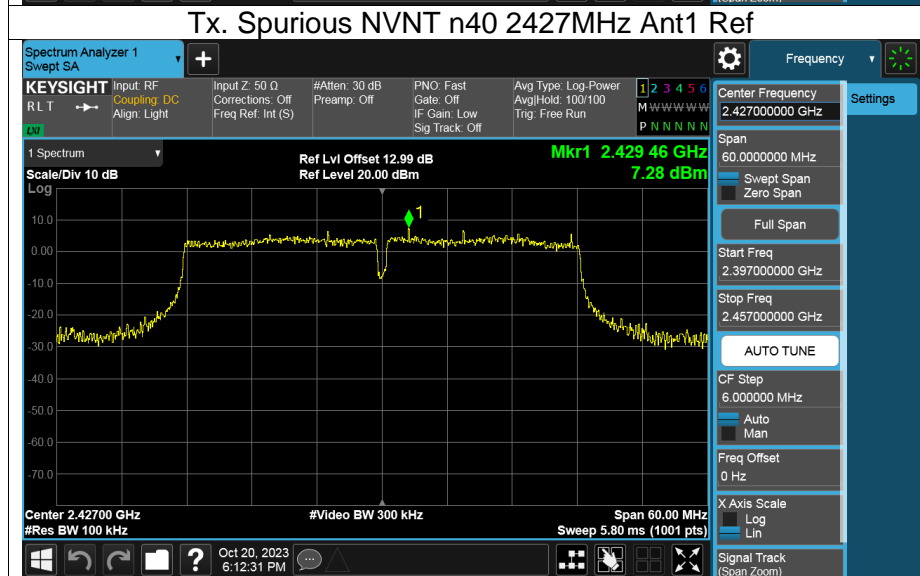 (Span Zoom)
Tx. Spurious NVNT n40 2427MHz Ant1 Ref
Spectrum Analyzer 1
Swept SA
+
Frequency
KEYSIGHT
RLT
LXI
Input: RF
Coupling: DC
Align: Light
Input Z: 50 Ω
Corrections: Off
Freq Ref: Int (S)
#Atten: 30 dB
Preamp: Off
PNO: Fast
Gate: Off
IF Gain: Low
Sig Track: Off
Avg Type: Log-Power
Avg|Hold: 100/100
Trig: Free Run
1 2 3 4 5 6
M W W W W W
P N N N N N
1 Spectrum
Scale/Div 10 dB
Ref Lvl Offset 12.99 dB
Ref Level 20.00 dBm
Mkr1 2.429 46 GHz
7.28 dBm
Log
10.0
0.00
-10.0
-20.0
-30.0
-40.0
-50.0
-60.0
-70.0
1
Center 2.42700 GHz
#Res BW 100 kHz
#Video BW 300 kHz
Span 60.00 MHz
Sweep 5.80 ms (1001 pts)
Center Frequency
2.427000000 GHz
Settings
Span
60.0000000 MHz
Swept Span
Zero Span
Full Span
Start Freq
2.397000000 GHz
Stop Freq
2.457000000 GHz
AUTO TUNE
CF Step
6.000000 MHz
Auto
Man
Freq Offset
0 Hz
X Axis Scale
Log
Lin
Signal Track
(Span Zoom)
?
Oct 20, 2023
6:12:31 PM